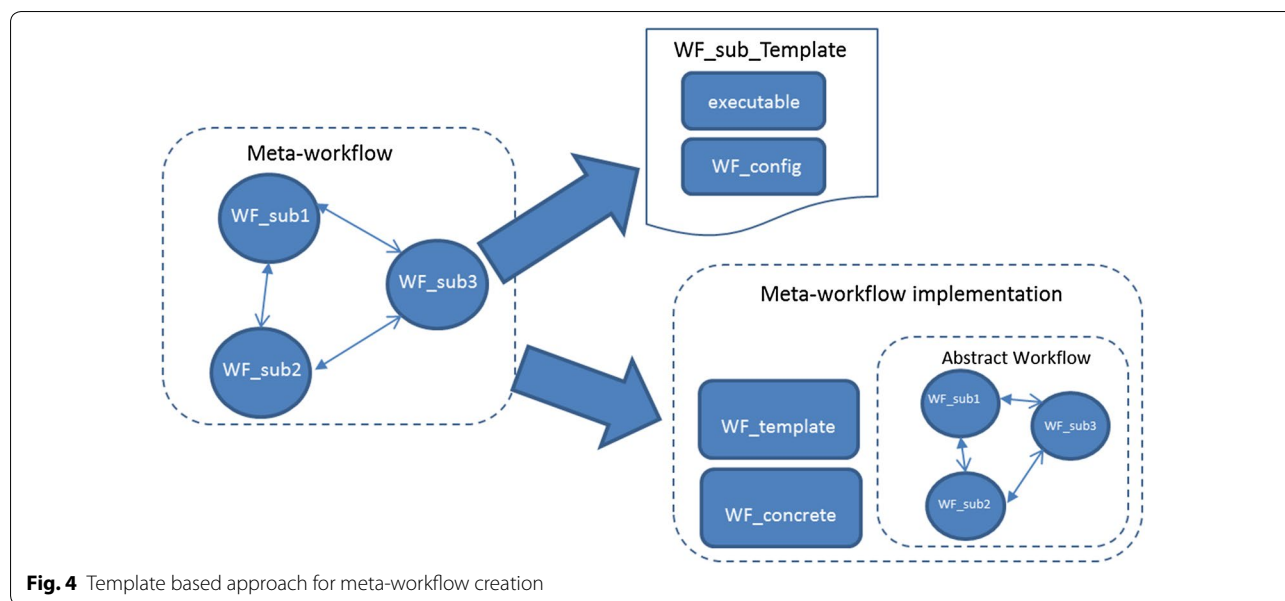 WF_sub_Template
executable
WF_config
Meta-workflow
WF_sub1
WF_sub3
WF_sub2
Meta-workflow implementation
Abstract Workflow
WF_sub1
WF_sub3
WF_sub2
WF_template
WF_concrete
Fig. 4 Template based approach for meta-workflow creation